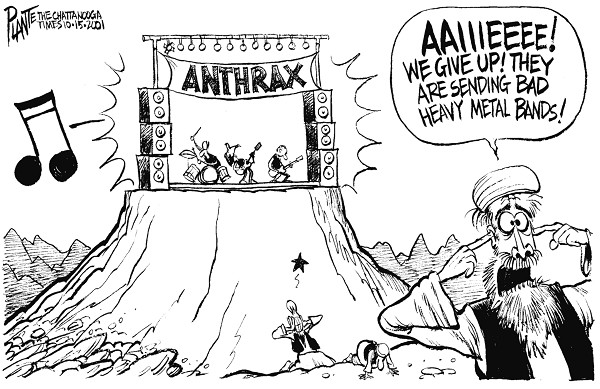 PLANTE THE CHATTANOOGA
TIMES 10-15-2001
ANTHRAX
AAIIIEEEE!
WE GIVE UP! THEY
ARE SENDING BAD
HEAVY METAL BANDS!